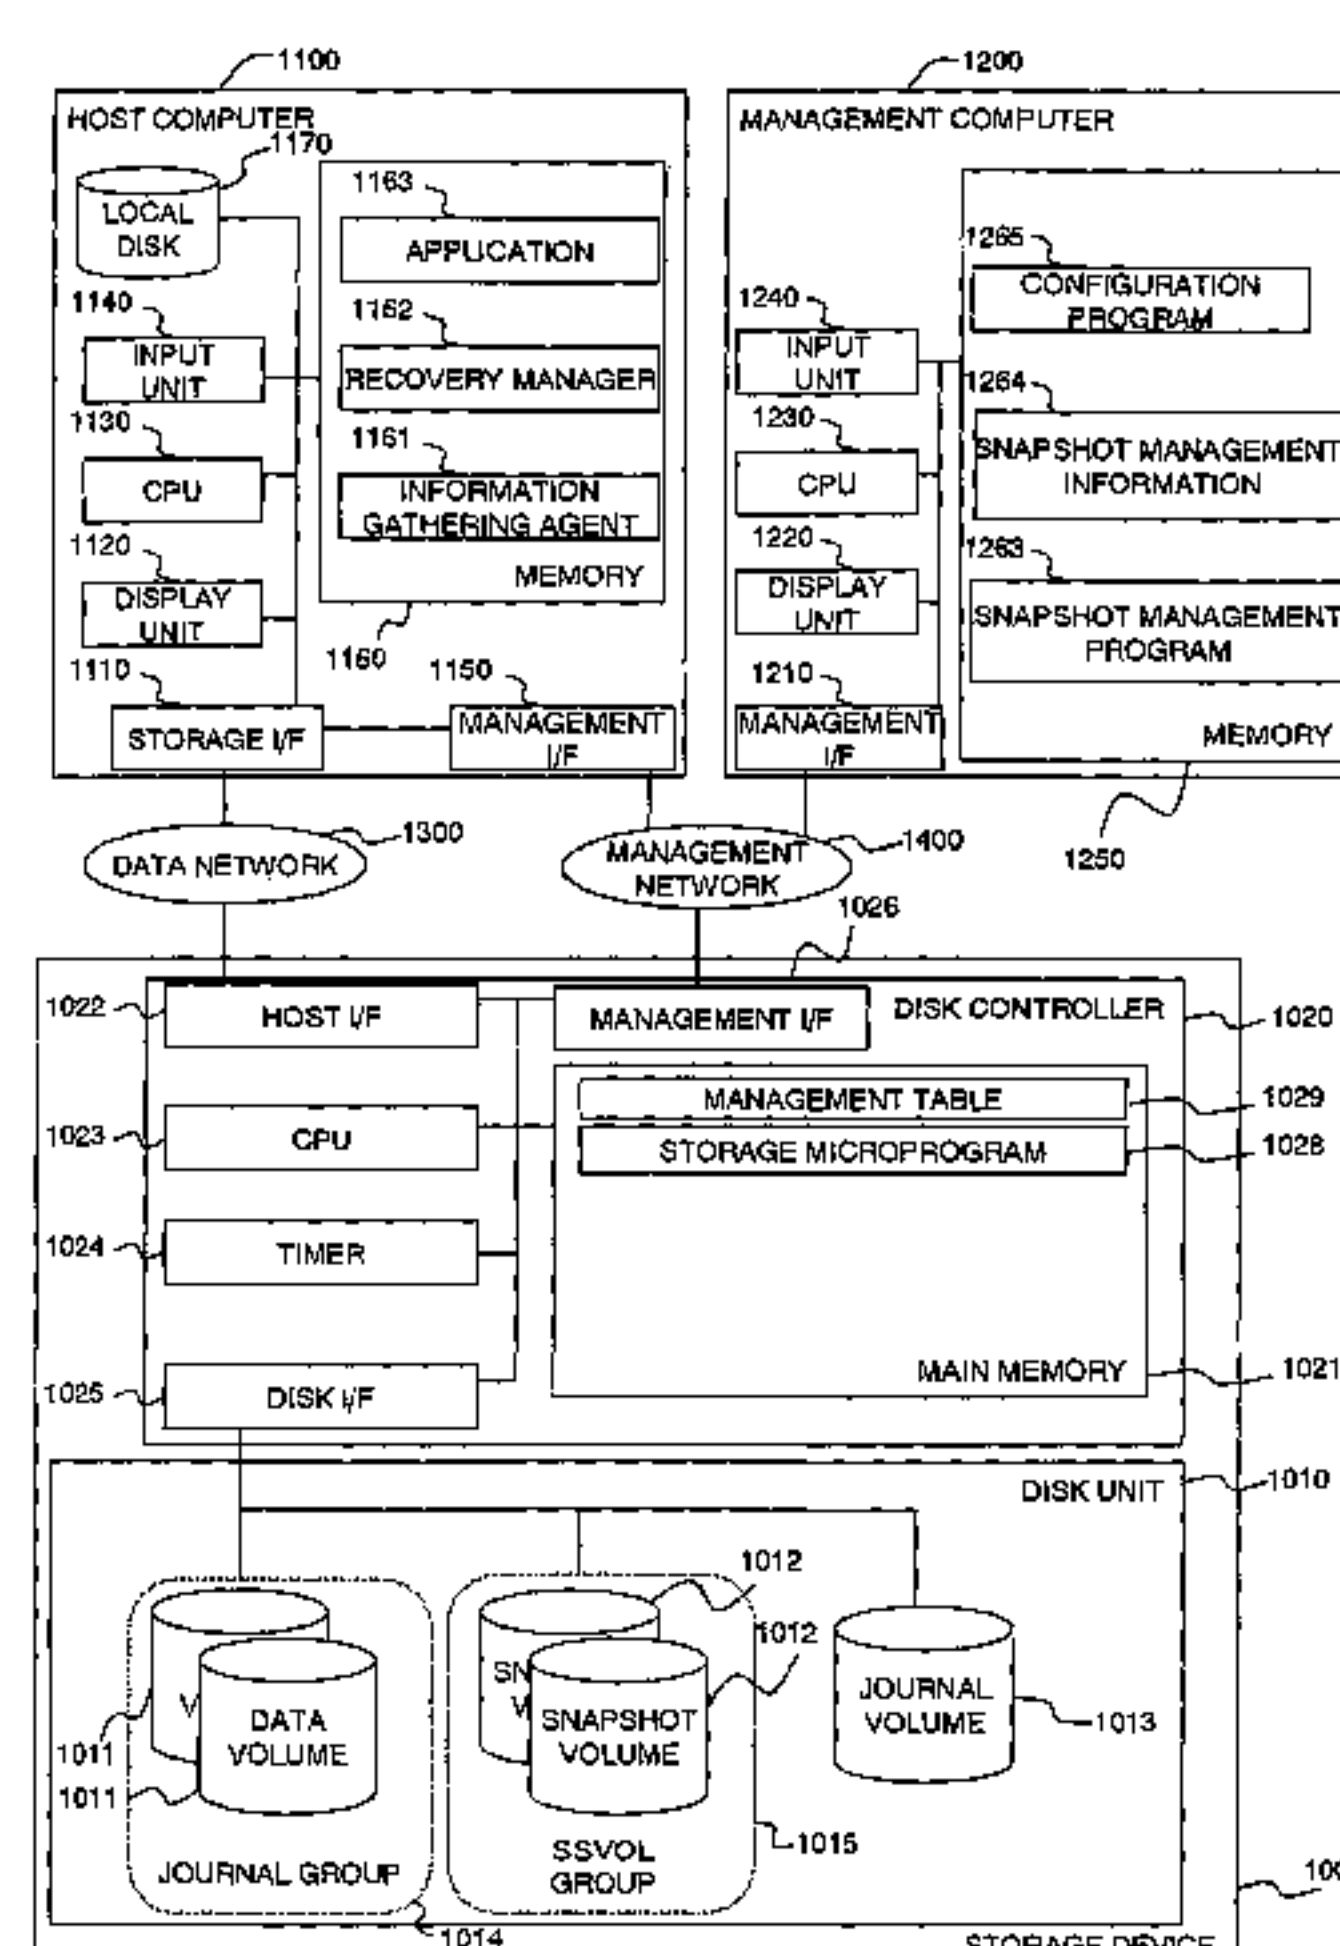 1100
HOST COMPUTER
1170
LOCAL
DISK
1163
APPLICATION
1140
INPUT
UNIT
1162
RECOVERY MANAGER
1130
CPU
1161
INFORMATION
GATHERING AGENT
1120
DISPLAY
UNIT
MEMORY
1160
1110
STORAGE I/F
1150
MANAGEMENT
I/F
1200
MANAGEMENT COMPUTER
1265
CONFIGURATION
PROGRAM
1240
INPUT
UNIT
1264
SNAPSHOT MANAGEMENT
INFORMATION
1230
CPU
1263
SNAPSHOT MANAGEMENT
PROGRAM
1220
DISPLAY
UNIT
1210
MANAGEMENT
I/F
MEMORY
1250
DATA NETWORK
1300
MANAGEMENT
NETWORK
1400
1026
1022
HOST I/F
MANAGEMENT I/F
DISK CONTROLLER
1020
MANAGEMENT TABLE
1029
1023
CPU
STORAGE MICROPROGRAM
1028
1024
TIMER
1025
DISK I/F
MAIN MEMORY
1021
DISK UNIT
1010
1012
1012
SN
V
SNAPSHOT
VOLUME
JOURNAL
VOLUME
1013
V
DATA
VOLUME
1011
1011
JOURNAL GROUP
1014
SSVOL
GROUP
1015
STORAGE DEVICE